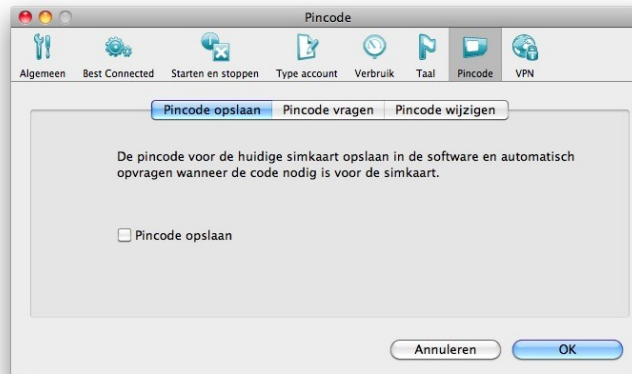 Pincode
Algemeen Best Connected Starten en stoppen Type account Verbruik Taal Pincode VPN
Pincode opslaan Pincode vragen Pincode wijzigen
De pincode voor de huidige simkaart opslaan in de software en automatisch
opvragen wanneer de code nodig is voor de simkaart.
Pincode opslaan
Annuleren OK